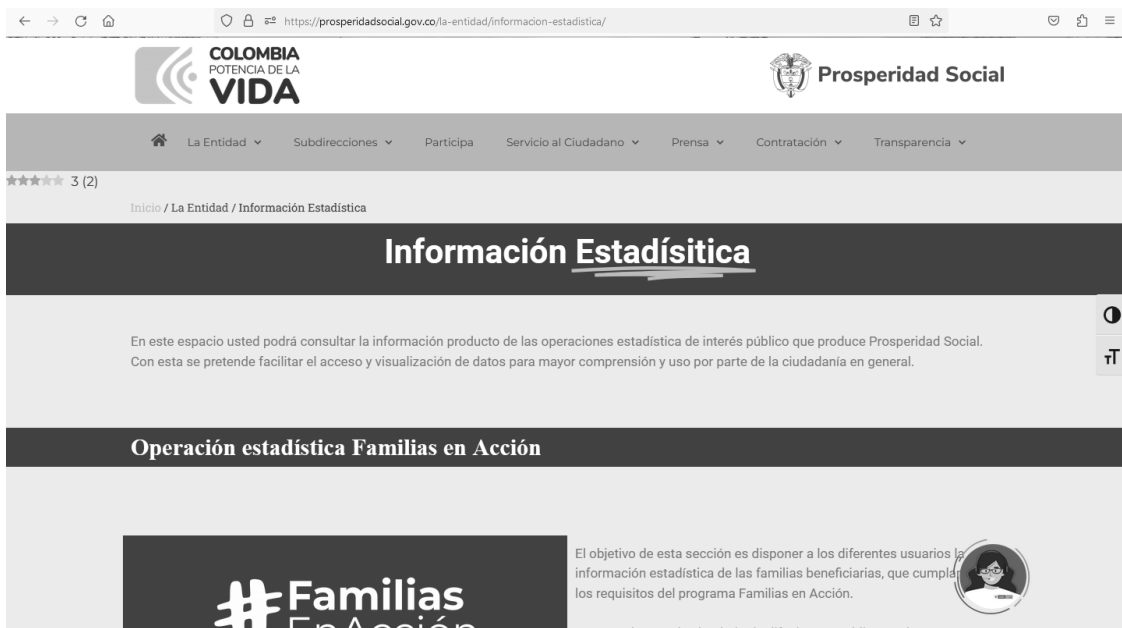 https://prosperidadsocial.gov.co/la-entidad/informacion-estadistica/
COLOMBIA
POTENCIA DE LA
VIDA
Prosperidad Social
La Entidad
Subdirecciones
Participa
Servicio al Ciudadano
Prensa
Contratación
Transparencia
3 (2)
Inicio / La Entidad / Información Estadística
Información Estadísitica
En este espacio usted podrá consultar la información producto de las operaciones estadística de interés público que produce Prosperidad Social.
Con esta se pretende facilitar el acceso y visualización de datos para mayor comprensión y uso por parte de la ciudadanía en general.
TT
Operación estadística Familias en Acción
#Familias
EnAcción
El objetivo de esta sección es disponer a los diferentes usuarios la
información estadística de las familias beneficiarias, que cumplan
los requisitos del programa Familias en Acción.